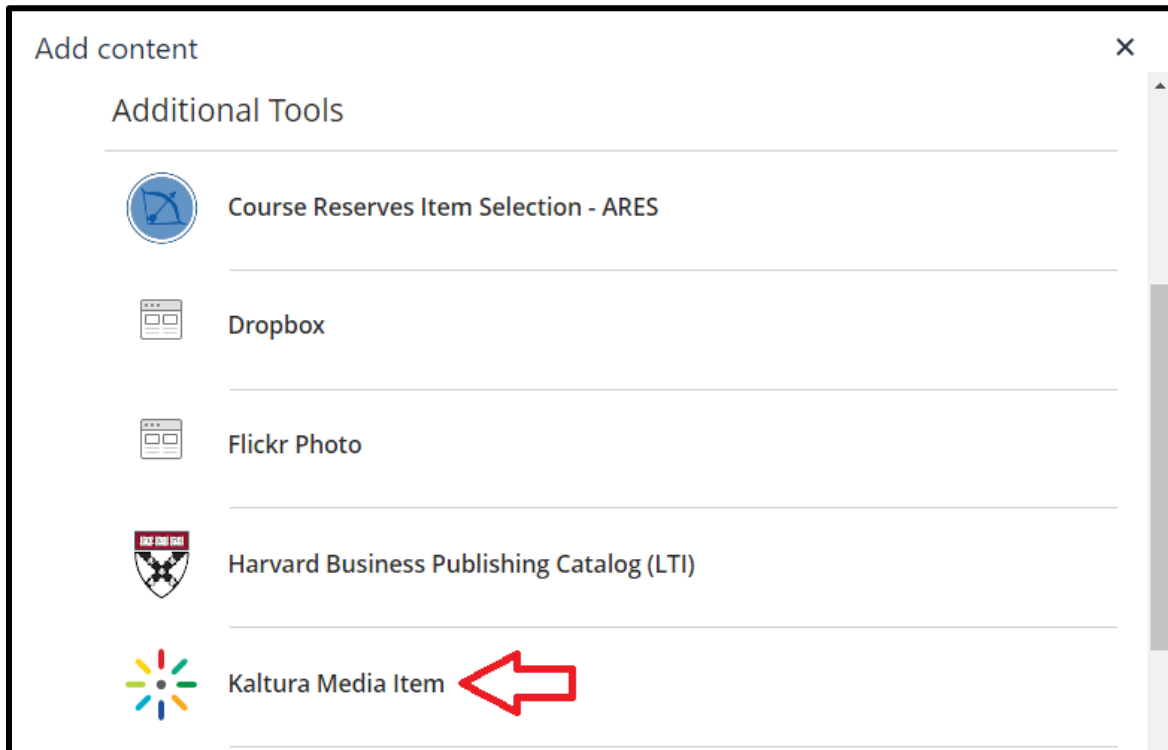 Add content
Additional Tools
Course Reserves Item Selection - ARES
Dropbox
Flickr Photo
Harvard Business Publishing Catalog (LTI)
Kaltura Media Item